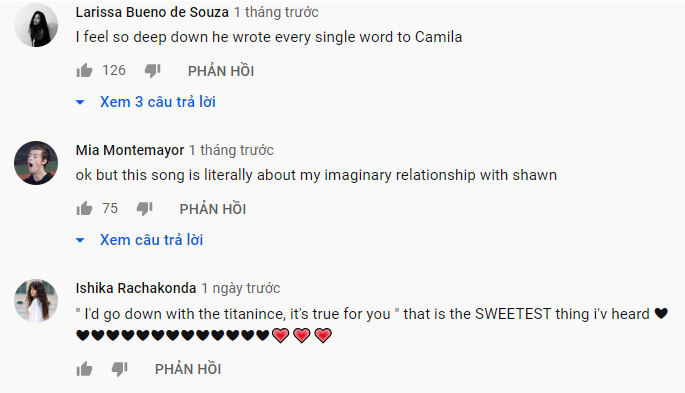 Larissa Bueno de Souza 1 tháng trước
I feel so deep down he wrote every single word to Camila
126 PHẢN HỒI
Xem 3 câu trả lời
Mia Montemayor 1 tháng trước
ok but this song is literally about my imaginary relationship with shawn
75 PHẢN HỒI
Xem câu trả lời
Ishika Rachakonda 1 ngày trước
" I'd go down with the titanince, it's true for you " that is the SWEETEST thing i'v heard ♥
♥♥♥♥♥♥♥♥♥♥♥♥♥💗💗💗
PHẢN HỒI